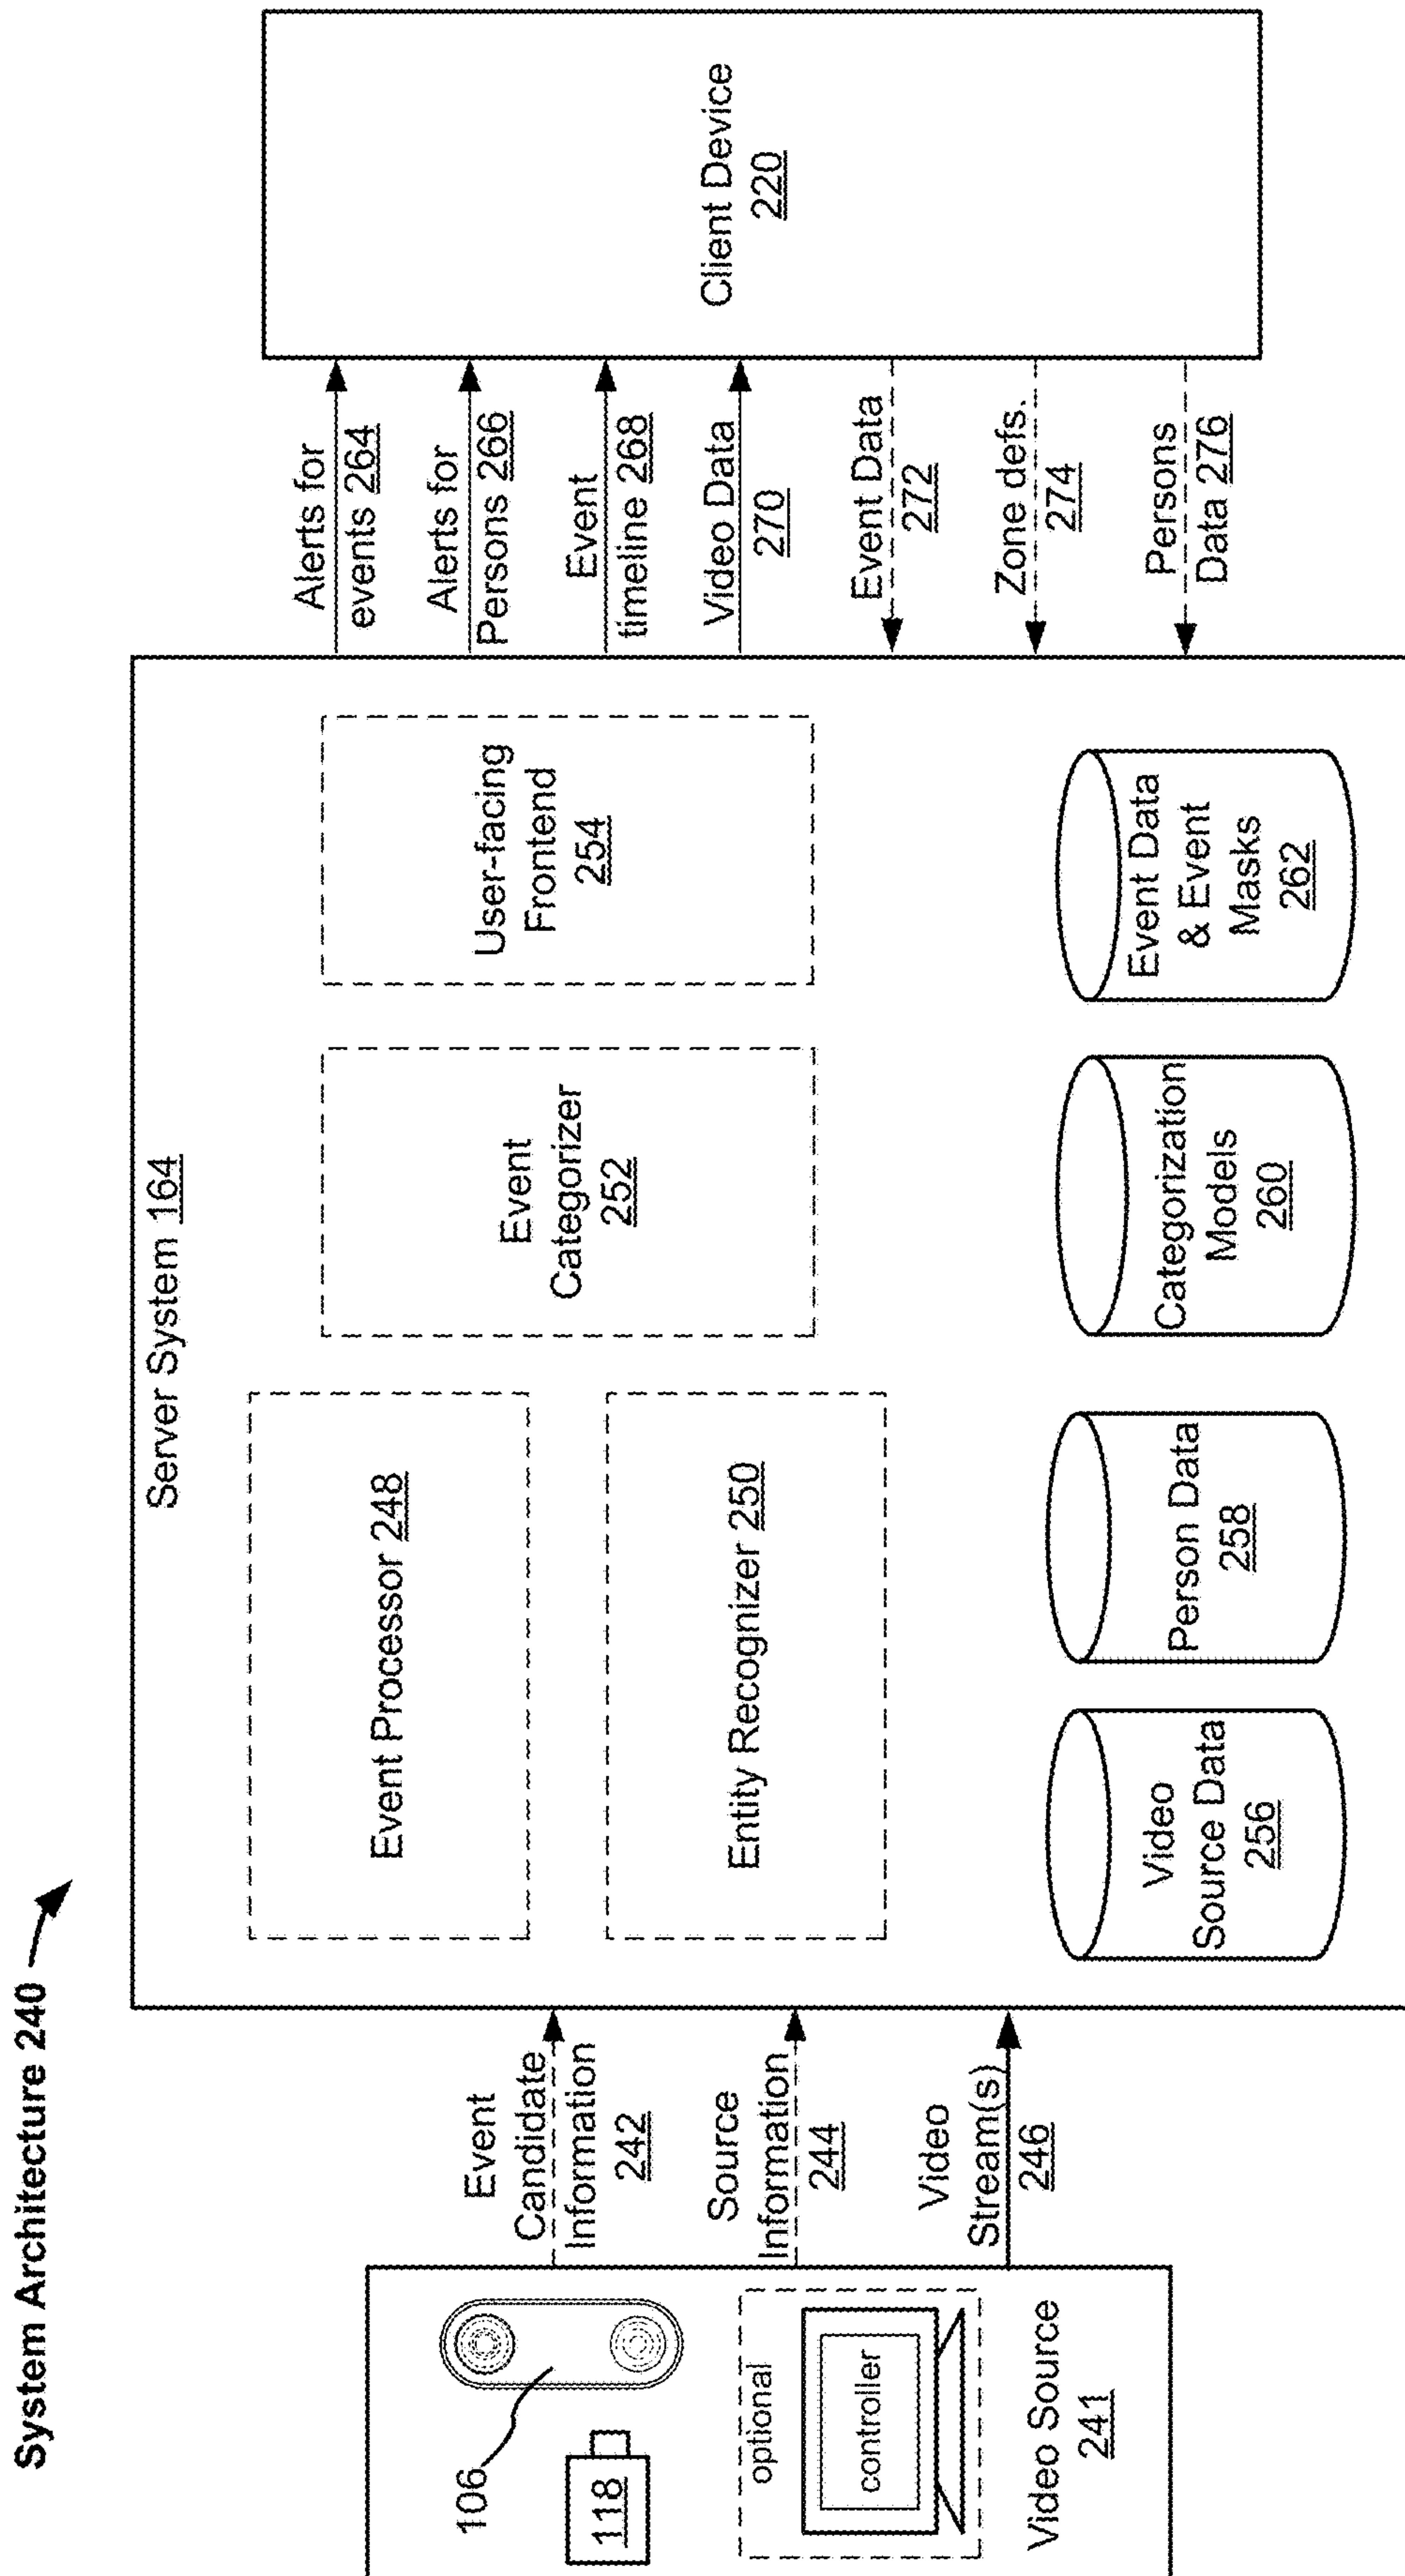 System Architecture 240
106
118
optional
controller
Video Source
241
Event
Candidate
Information
242
Source
Information
244
Video
Stream(s)
246
Server System 164
Event Processor 248
Entity Recognizer 250
Event
Categorizer
252
User-facing
Frontend
254
Video
Source Data
256
Person Data
258
Categorization
Models
260
Event Data
& Event
Masks
262
Alerts for
events 264
Alerts for
Persons 266
Event
timeline 268
Video Data
270
Event Data
272
Zone defs.
274
Persons
Data 276
Client Device
220